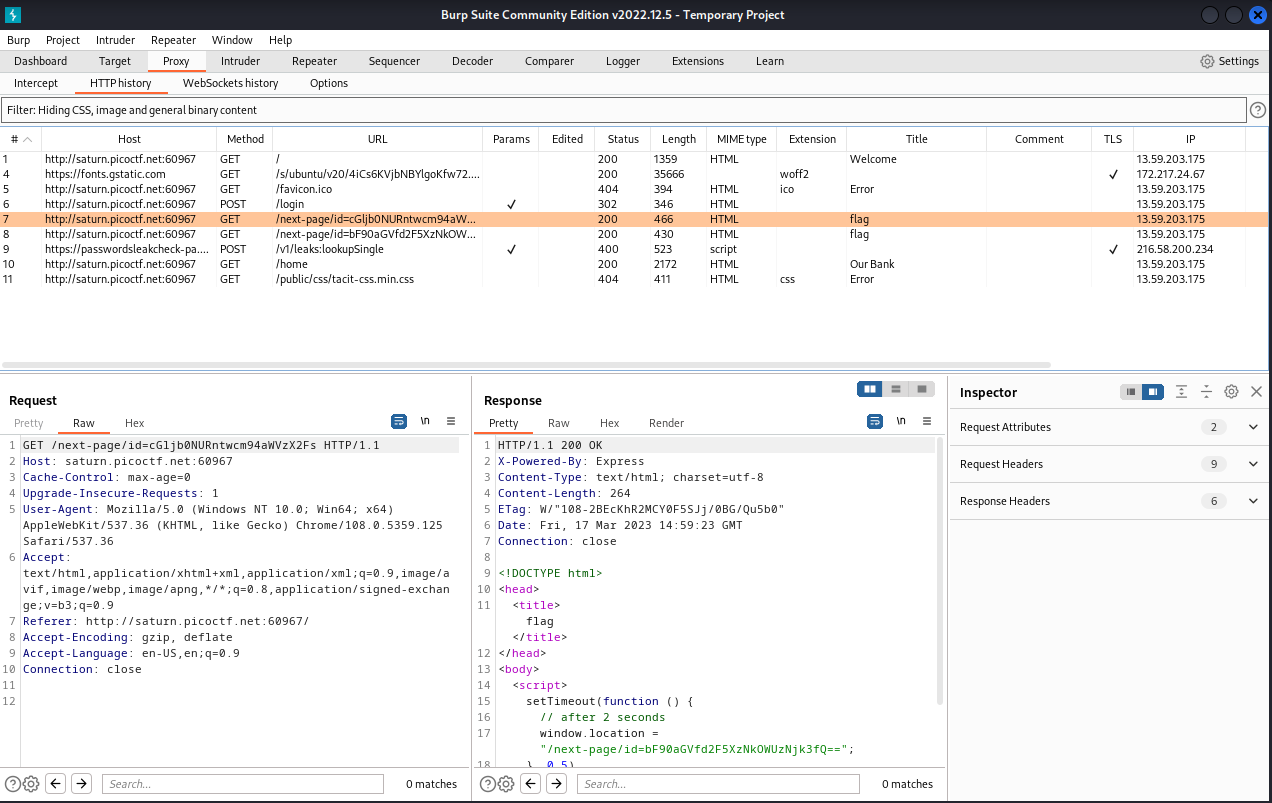 Burp Suite Community Edition v2022.12.5 - Temporary Project
Burp Project Intruder Repeater Window Help
Dashboard Target Proxy Intruder Repeater Sequencer Decoder Comparer Logger Extensions Learn Settings
Intercept HTTP history WebSockets history Options
Filter: Hiding CSS, image and general binary content
# Host Method URL Params Edited Status Length MIME type Extension Title Comment TLS IP
1 http://saturn.picoctf.net:60967 GET / 200 1359 HTML Welcome 13.59.203.175
4 https://fonts.gstatic.com GET /s/ubuntu/v20/4iCs6KVjbNBYlgoKfw72.... 200 35666 woff2 ✓ 172.217.24.67
5 http://saturn.picoctf.net:60967 GET /favicon.ico 404 394 HTML ico Error 13.59.203.175
6 http://saturn.picoctf.net:60967 POST /login ✓ 302 346 HTML 13.59.203.175
7 http://saturn.picoctf.net:60967 GET /next-page/id=cGljb0NURntwcm94aW... 200 466 HTML flag 13.59.203.175
8 http://saturn.picoctf.net:60967 GET /next-page/id=bF90aGVfd2F5XzNkOW... 200 430 HTML flag 13.59.203.175
9 https://passwordsleakcheck-pa.... POST /v1/leaks:lookupSingle ✓ 400 523 script ✓ 216.58.200.234
10 http://saturn.picoctf.net:60967 GET /home 200 2172 HTML Our Bank 13.59.203.175
11 http://saturn.picoctf.net:60967 GET /public/css/tacit-css.min.css 404 411 HTML css Error 13.59.203.175
Request
Pretty Raw Hex \n
1 GET /next-page/id=cGljb0NURntwcm94aWVzX2Fs HTTP/1.1
2 Host: saturn.picoctf.net:60967
3 Cache-Control: max-age=0
4 Upgrade-Insecure-Requests: 1
5 User-Agent: Mozilla/5.0 (Windows NT 10.0; Win64; x64)
AppleWebKit/537.36 (KHTML, like Gecko) Chrome/108.0.5359.125
Safari/537.36
6 Accept:
text/html,application/xhtml+xml,application/xml;q=0.9,image/a
vif,image/webp,image/apng,*/*;q=0.8,application/signed-exchan
ge;v=b3;q=0.9
7 Referer: http://saturn.picoctf.net:60967/
8 Accept-Encoding: gzip, deflate
9 Accept-Language: en-US,en;q=0.9
10 Connection: close
11
12
Search... 0 matches
Response
Pretty Raw Hex Render \n
1 HTTP/1.1 200 OK
2 X-Powered-By: Express
3 Content-Type: text/html; charset=utf-8
4 Content-Length: 264
5 ETag: W/"108-2BEcKhR2MCY0F5SJj/0BG/Qu5b0"
6 Date: Fri, 17 Mar 2023 14:59:23 GMT
7 Connection: close
8
9 <!DOCTYPE html>
10 <head>
11 <title>
flag
</title>
12 </head>
13 <body>
14 <script>
15 setTimeout(function () {
16 // after 2 seconds
17 window.location =
"/next-page/id=bF90aGVfd2F5XzNkOWUzNjk3fQ==";
18 }, 0.5)
Search... 0 matches
Inspector
Request Attributes 2
Request Headers 9
Response Headers 6